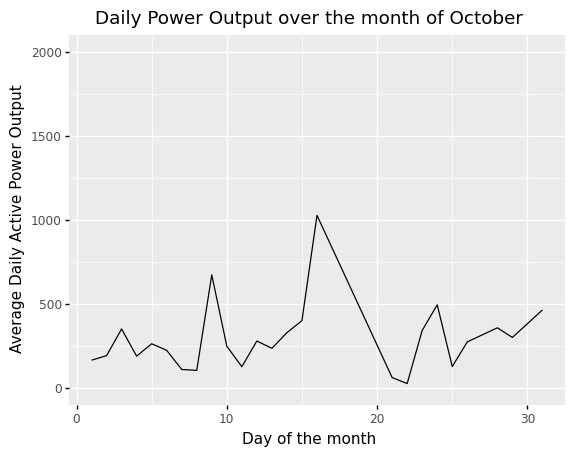 Daily Power Output over the month of October
2000
1500
1000
500
0
Average Daily Active Power Output
0 10 20 30
Day of the month